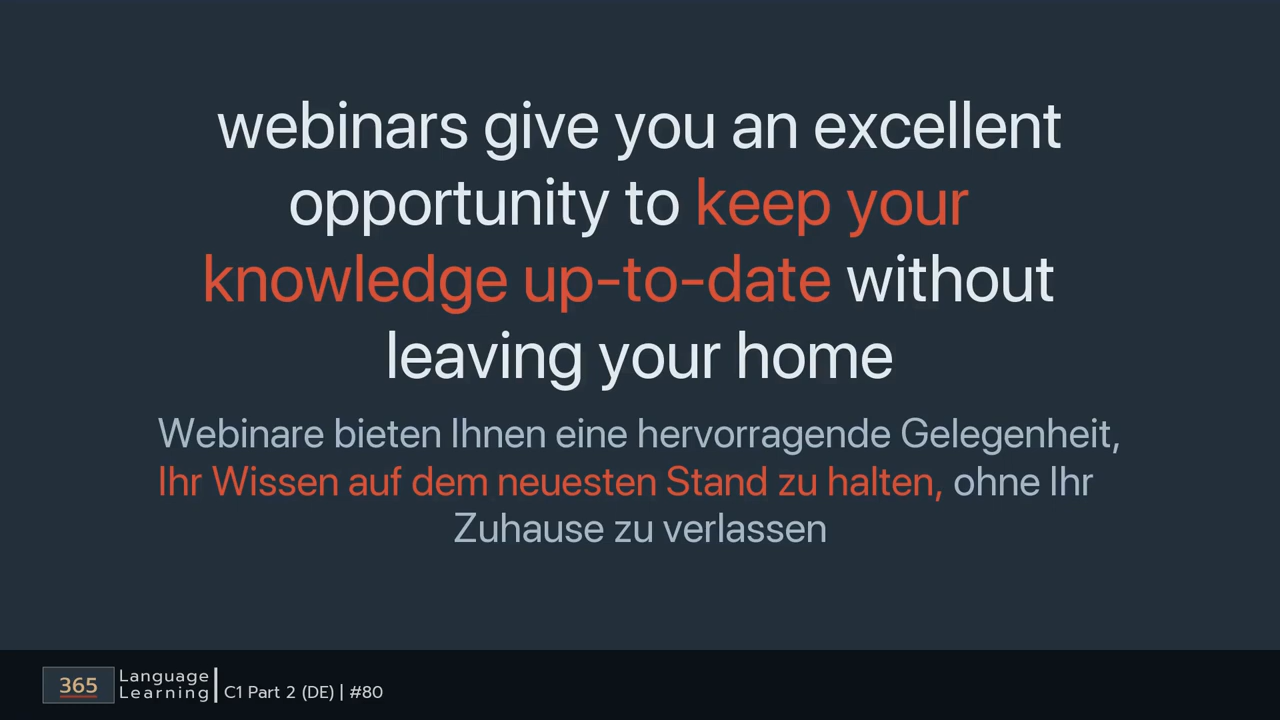 webinars give you an excellent
opportunity to keep your
knowledge up-to-date without
leaving your home
Webinare bieten Ihnen eine hervorragende Gelegenheit,
Ihr Wissen auf dem neuesten Stand zu halten, ohne Ihr
Zuhause zu verlassen
365
Language
Learning
C1 Part 2 (DE) | #80